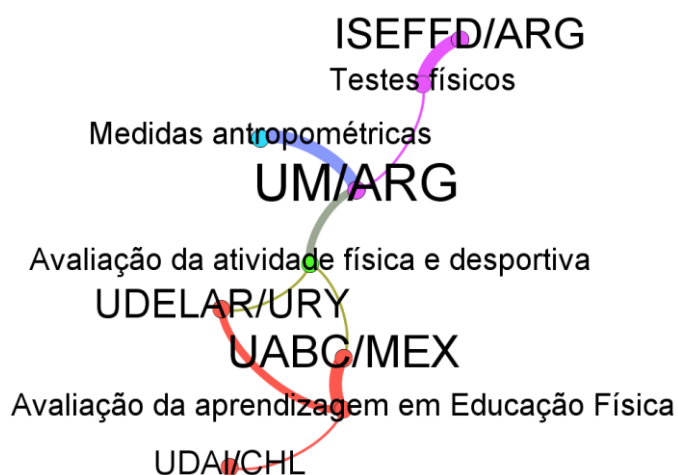 ISEFFD/ARG
Testes físicos
Medidas antropométricas
UM/ARG
Avaliação da atividade física e desportiva
UDELAR/URY
UABC/MEX
Avaliação da aprendizagem em Educação Física
UDAI/CHL